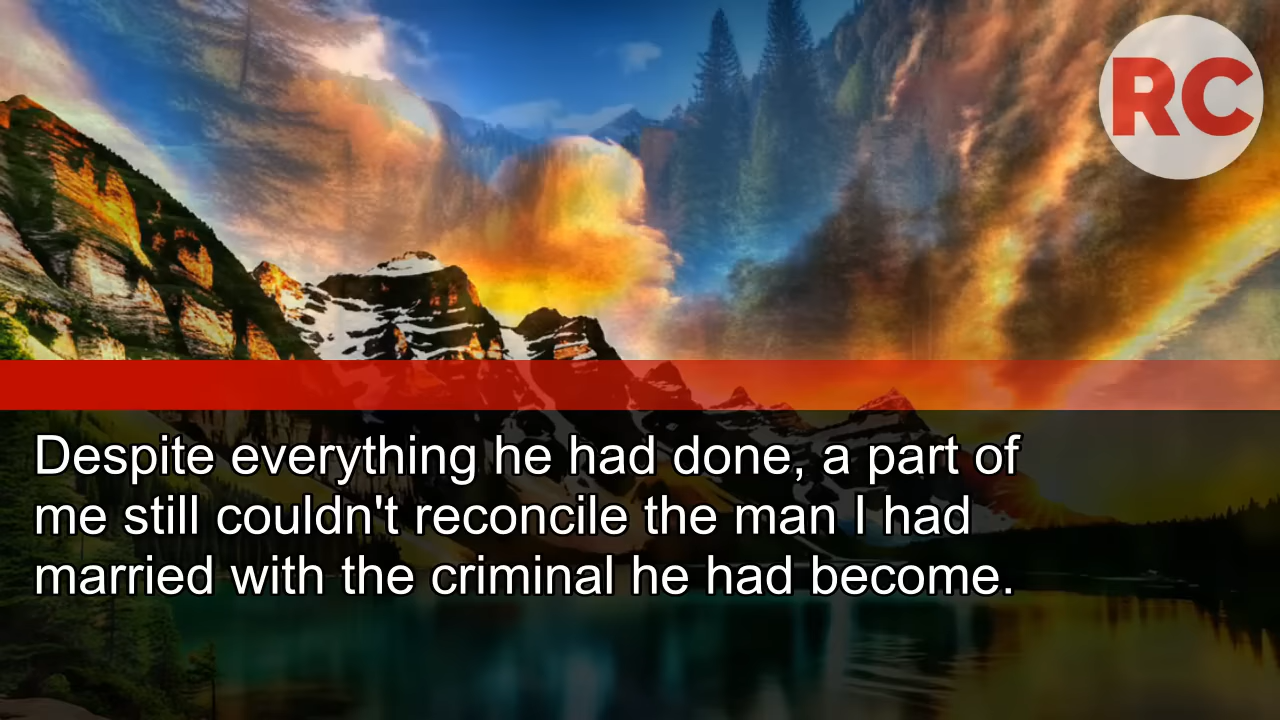 RC
Despite everything he had done, a part of
me still couldn't reconcile the man I had
married with the criminal he had become.